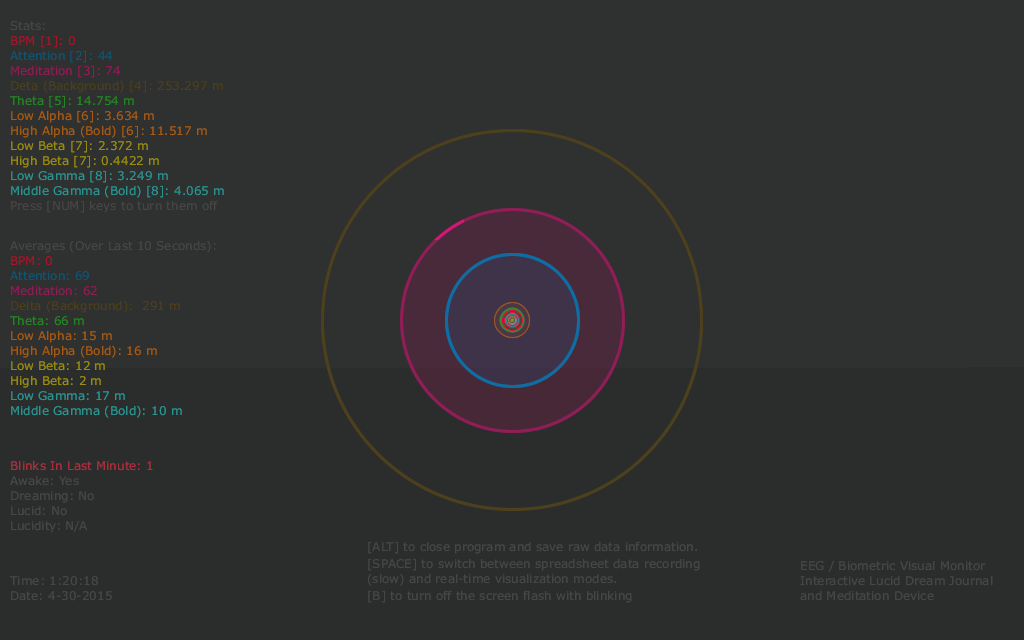 Stats:
BPM [1]: 0
Attention [2]: 44
Meditation [3]: 74
Delta (Background) [4]: 253.297 m
Theta [5]: 14.754 m
Low Alpha [6]: 3.634 m
High Alpha (Bold) [6]: 11.517 m
Low Beta [7]: 2.372 m
High Beta [7]: 0.4422 m
Low Gamma [8]: 3.249 m
Middle Gamma (Bold) [8]: 4.065 m
Press [NUM] keys to turn them off
Averages (Over Last 10 Seconds):
BPM: 0
Attention: 69
Meditation: 62
Delta (Background): 291 m
Theta: 66 m
Low Alpha: 15 m
High Alpha (Bold): 16 m
Low Beta: 12 m
High Beta: 2 m
Low Gamma: 17 m
Middle Gamma (Bold): 10 m
Blinks In Last Minute: 1
Awake: Yes
Dreaming: No
Lucid: No
Lucidity: N/A
Time: 1:20:18
Date: 4-30-2015
[ALT] to close program and save raw data information.
[SPACE] to switch between spreadsheet data recording
(slow) and real-time visualization modes.
[B] to turn off the screen flash with blinking
EEG / Biometric Visual Monitor
Interactive Lucid Dream Journal
and Meditation Device